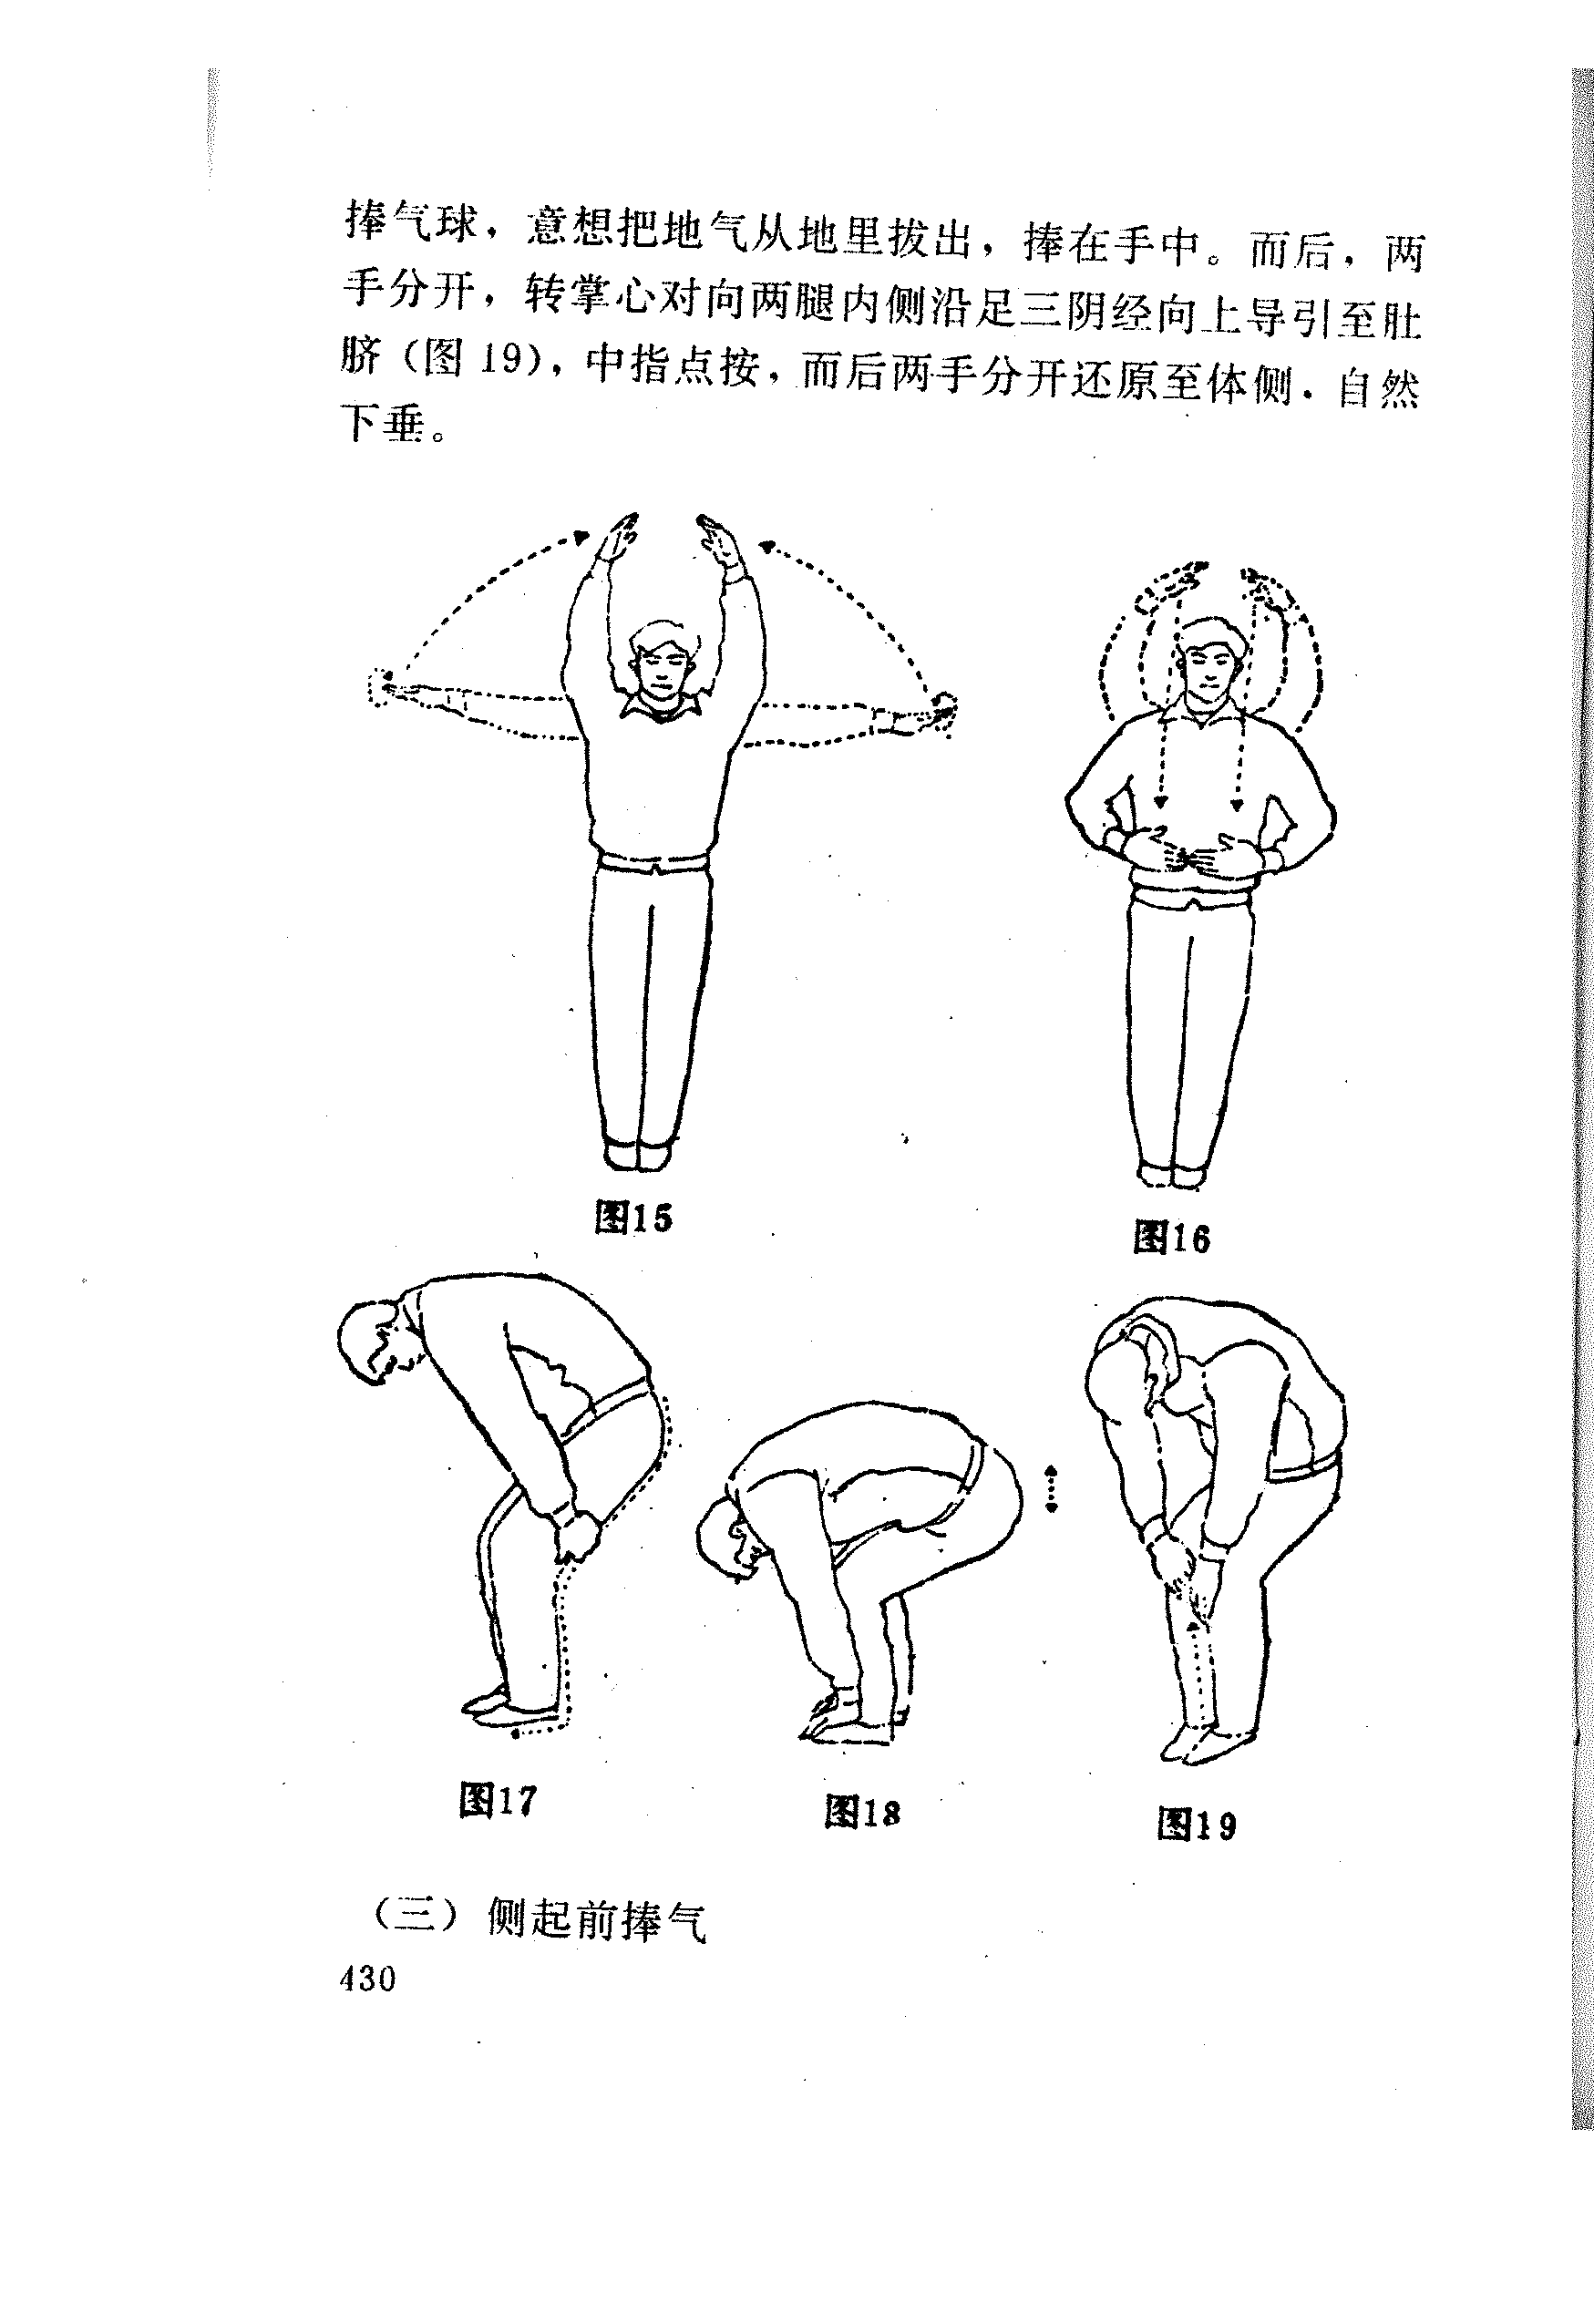 捧气球，意想把地气从地里拔出，捧在手中。而后，两
手分开，转掌心对向两腿内侧沿足三阴经向上导引至肚
脐（图 19），中指点按，而后两手分开还原至体侧．自然
下垂。
图15
图16
图17
图18
图19
（三） 侧起前捧气
430